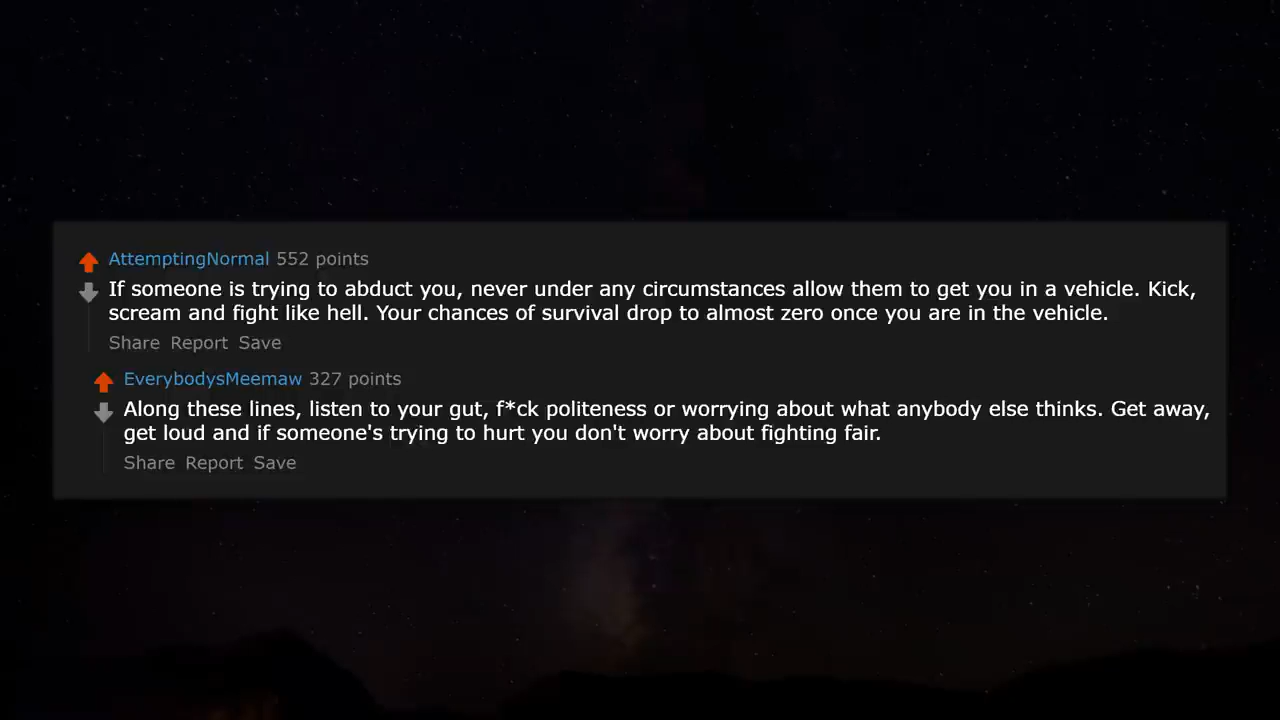 AttemptingNormal 552 points
If someone is trying to abduct you, never under any circumstances allow them to get you in a vehicle. Kick,
scream and fight like hell. Your chances of survival drop to almost zero once you are in the vehicle.
Share Report Save
EverybodysMeemaw 327 points
Along these lines, listen to your gut, f*ck politeness or worrying about what anybody else thinks. Get away,
get loud and if someone's trying to hurt you don't worry about fighting fair.
Share Report Save